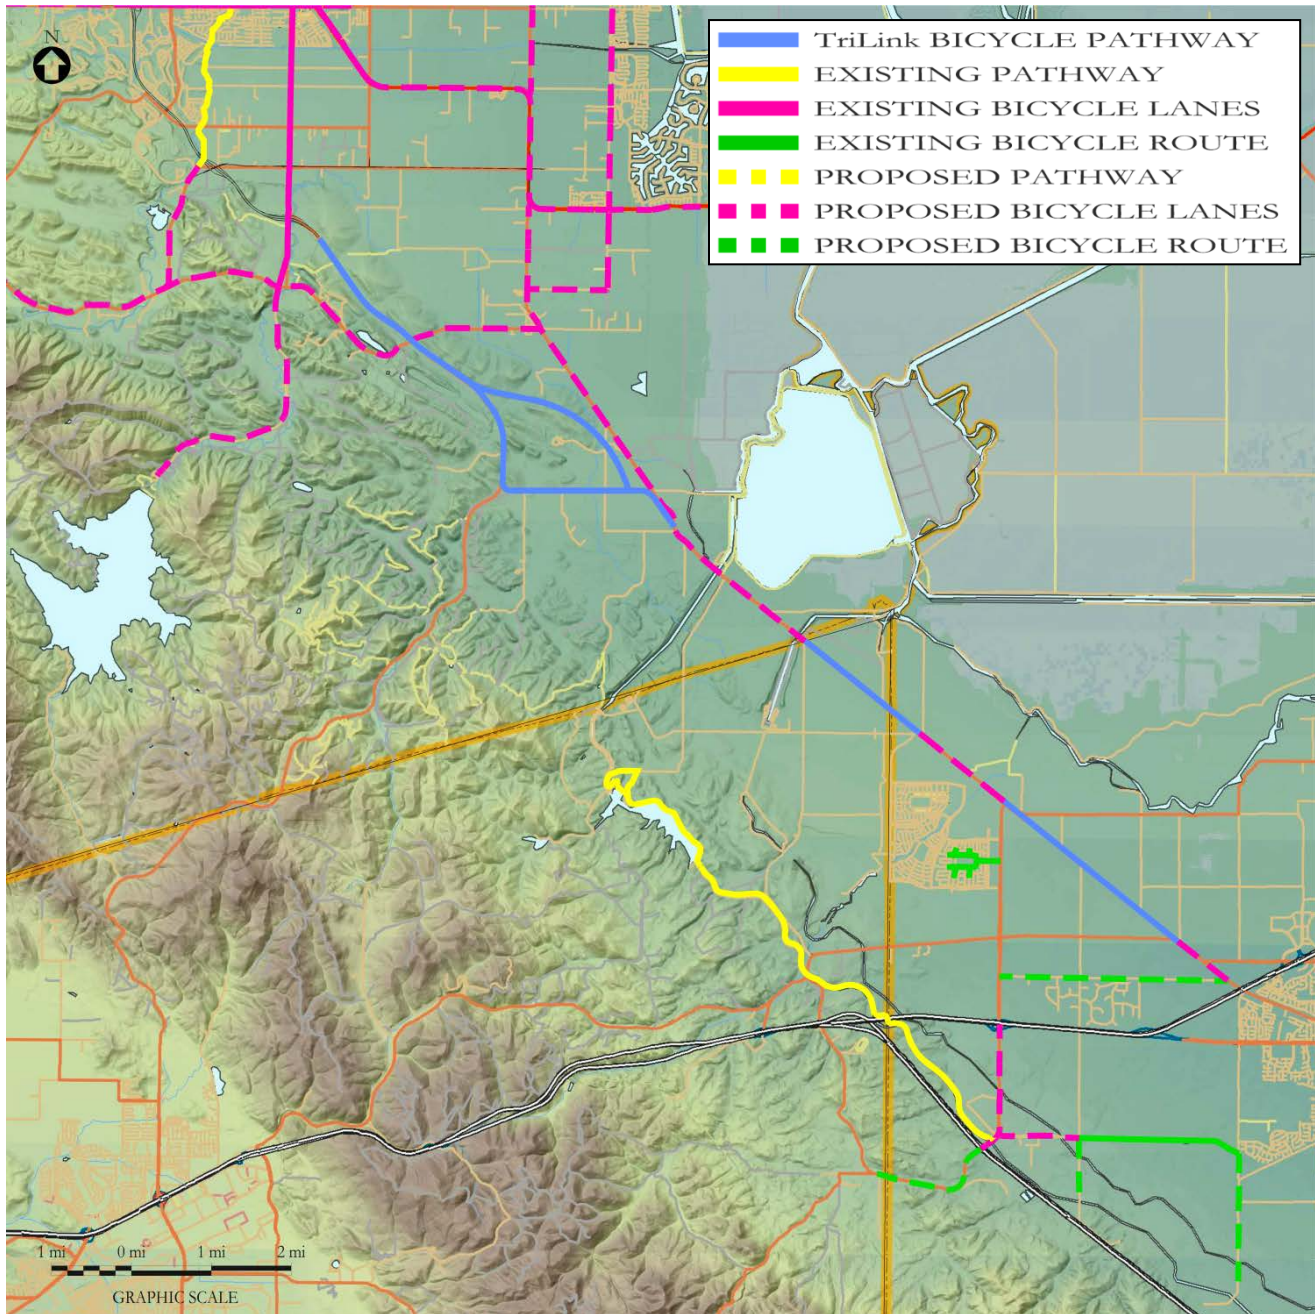 N
TriLink BICYCLE PATHWAY
EXISTING PATHWAY
EXISTING BICYCLE LANES
EXISTING BICYCLE ROUTE
PROPOSED PATHWAY
PROPOSED BICYCLE LANES
PROPOSED BICYCLE ROUTE
1 mi 0 mi 1 mi 2 mi
GRAPHIC SCALE